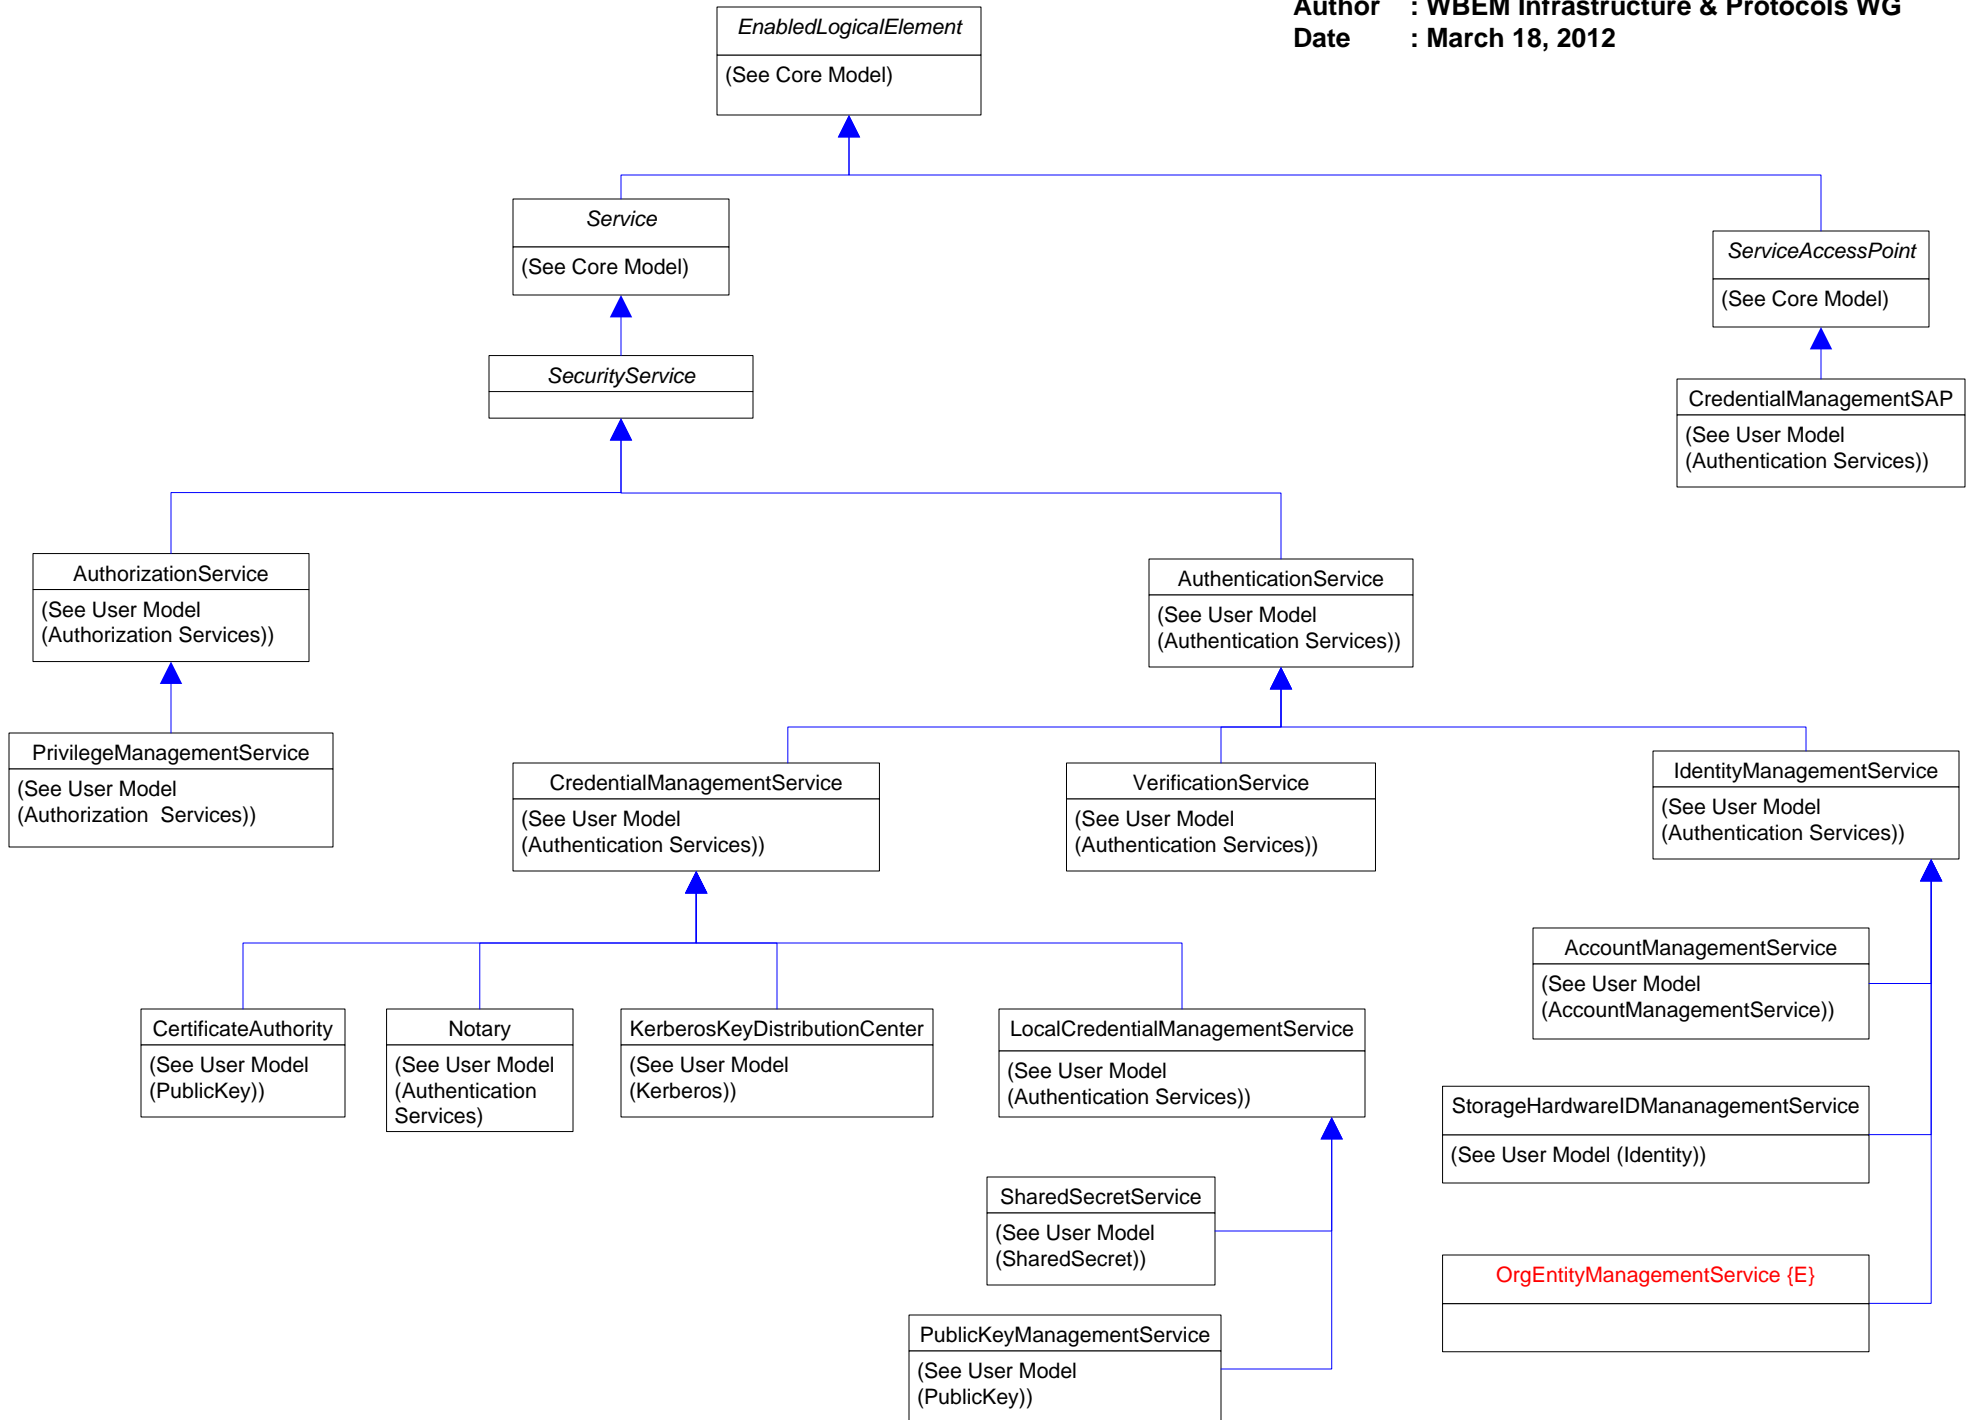 Author : WBEM Infrastructure & Protocols WG
Date : March 18, 2012
EnabledLogicalElement
(See Core Model)
Service
(See Core Model)
ServiceAccessPoint
(See Core Model)
SecurityService
CredentialManagementSAP
(See User Model
(Authentication Services))
AuthorizationService
(See User Model
(Authorization Services))
AuthenticationService
(See User Model
(Authentication Services))
PrivilegeManagementService
(See User Model
(Authorization  Services))
CredentialManagementService
(See User Model
(Authentication Services))
VerificationService
(See User Model
(Authentication Services))
IdentityManagementService
(See User Model
(Authentication Services))
AccountManagementService
(See User Model
(AccountManagementService))
CertificateAuthority
(See User Model
(PublicKey))
Notary
(See User Model
(Authentication
Services)
KerberosKeyDistributionCenter
(See User Model
(Kerberos))
LocalCredentialManagementService
(See User Model
(Authentication Services))
StorageHardwareIDMananagementService
(See User Model (Identity))
SharedSecretService
(See User Model
(SharedSecret))
OrgEntityManagementService {E}
PublicKeyManagementService
(See User Model
(PublicKey))